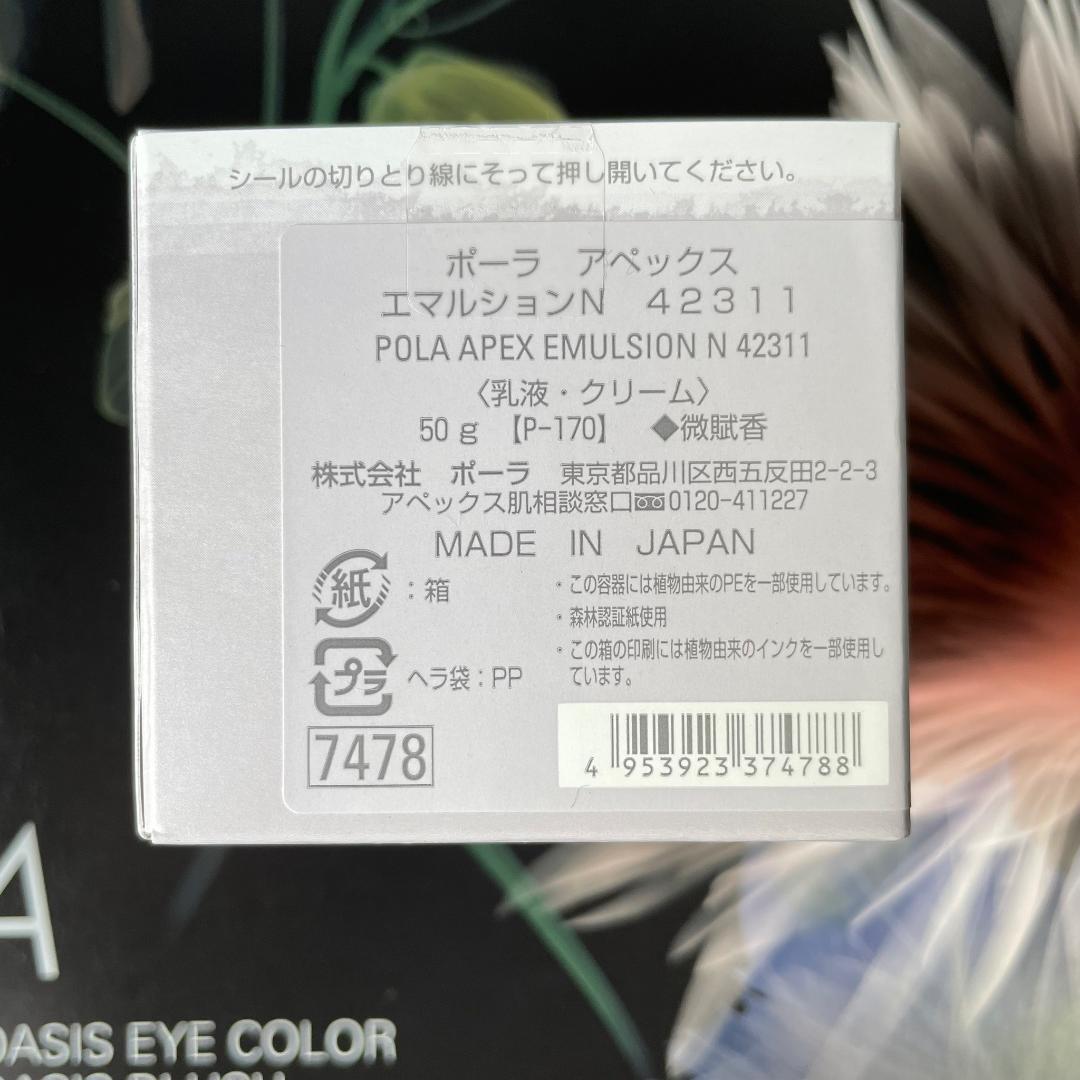 シールの切りとり線にそって押し開いてください。
ポーラ　アペックス
エマルションN　42311
POLA APEX EMULSION N 42311
〈乳液・クリーム〉
50ｇ【P-170】　◆微賦香
株式会社　ポーラ　東京都品川区西五反田2-2-3
アペックス肌相談窓口 0120-411227
MADE IN JAPAN
紙：箱
プラ ヘラ袋：PP
・この容器には植物由来のPEを一部使用しています。
・森林認証紙使用
・この箱の印刷には植物由来のインクを一部使用し
ています。
7478
4 953923 374788
A
OASIS EYE COLOR